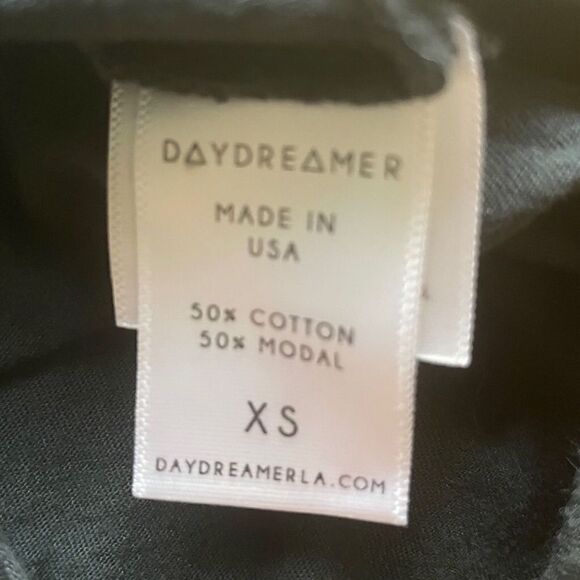 DAYDREAMER
MADE IN
USA
50% COTTON
50% MODAL
XS
DAYDREAMERLA.COM